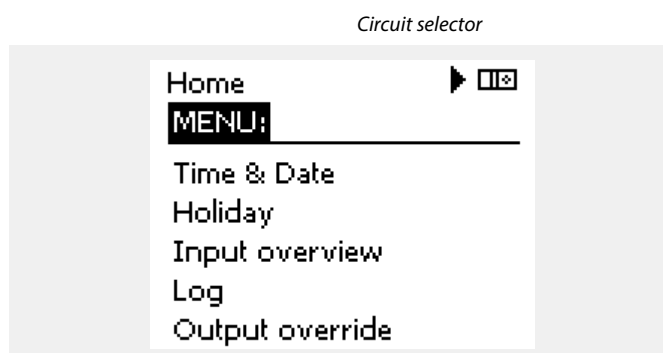 Circuit selector
Home
MENU:
Time & Date
Holiday
Input overview
Log
Output override